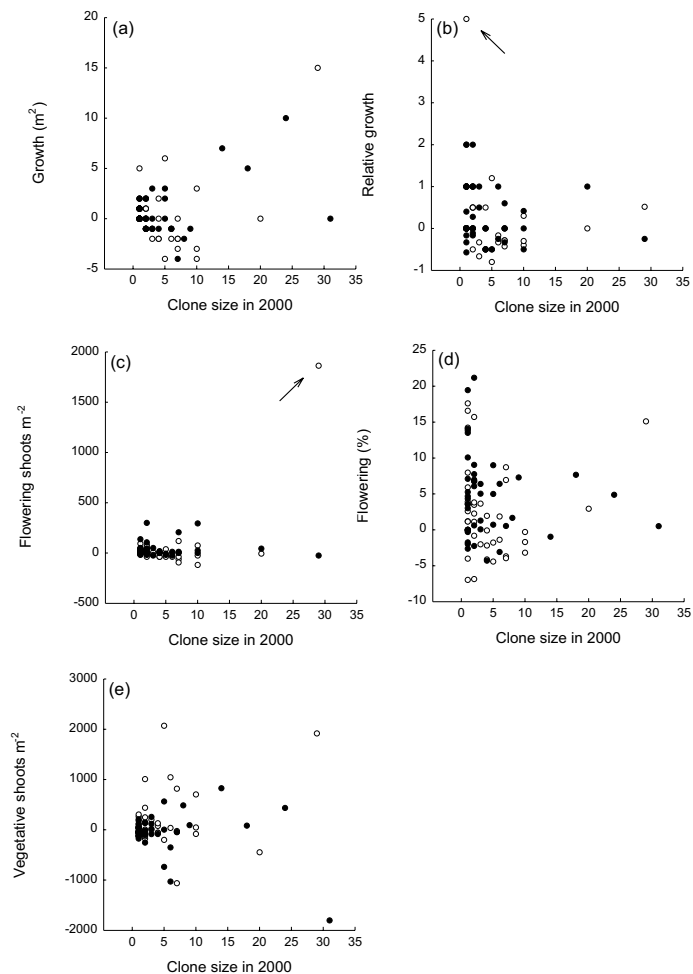 (a)
Growth (m²)
20
15
10
5
0
-5
0 5 10 15 20 25 30 35
Clone size in 2000
(b)
Relative growth
5
4
3
2
1
0
-1
0 5 10 15 20 25 30 35
Clone size in 2000
(c)
Flowering shoots m⁻²
2000
1500
1000
500
0
-500
0 5 10 15 20 25 30 35
Clone size in 2000
(d)
Flowering (%)
25
20
15
10
5
0
-5
-10
0 5 10 15 20 25 30 35
Clone size in 2000
(e)
Vegetative shoots m⁻²
3000
2000
1000
0
-1000
-2000
0 5 10 15 20 25 30 35
Clone size in 2000